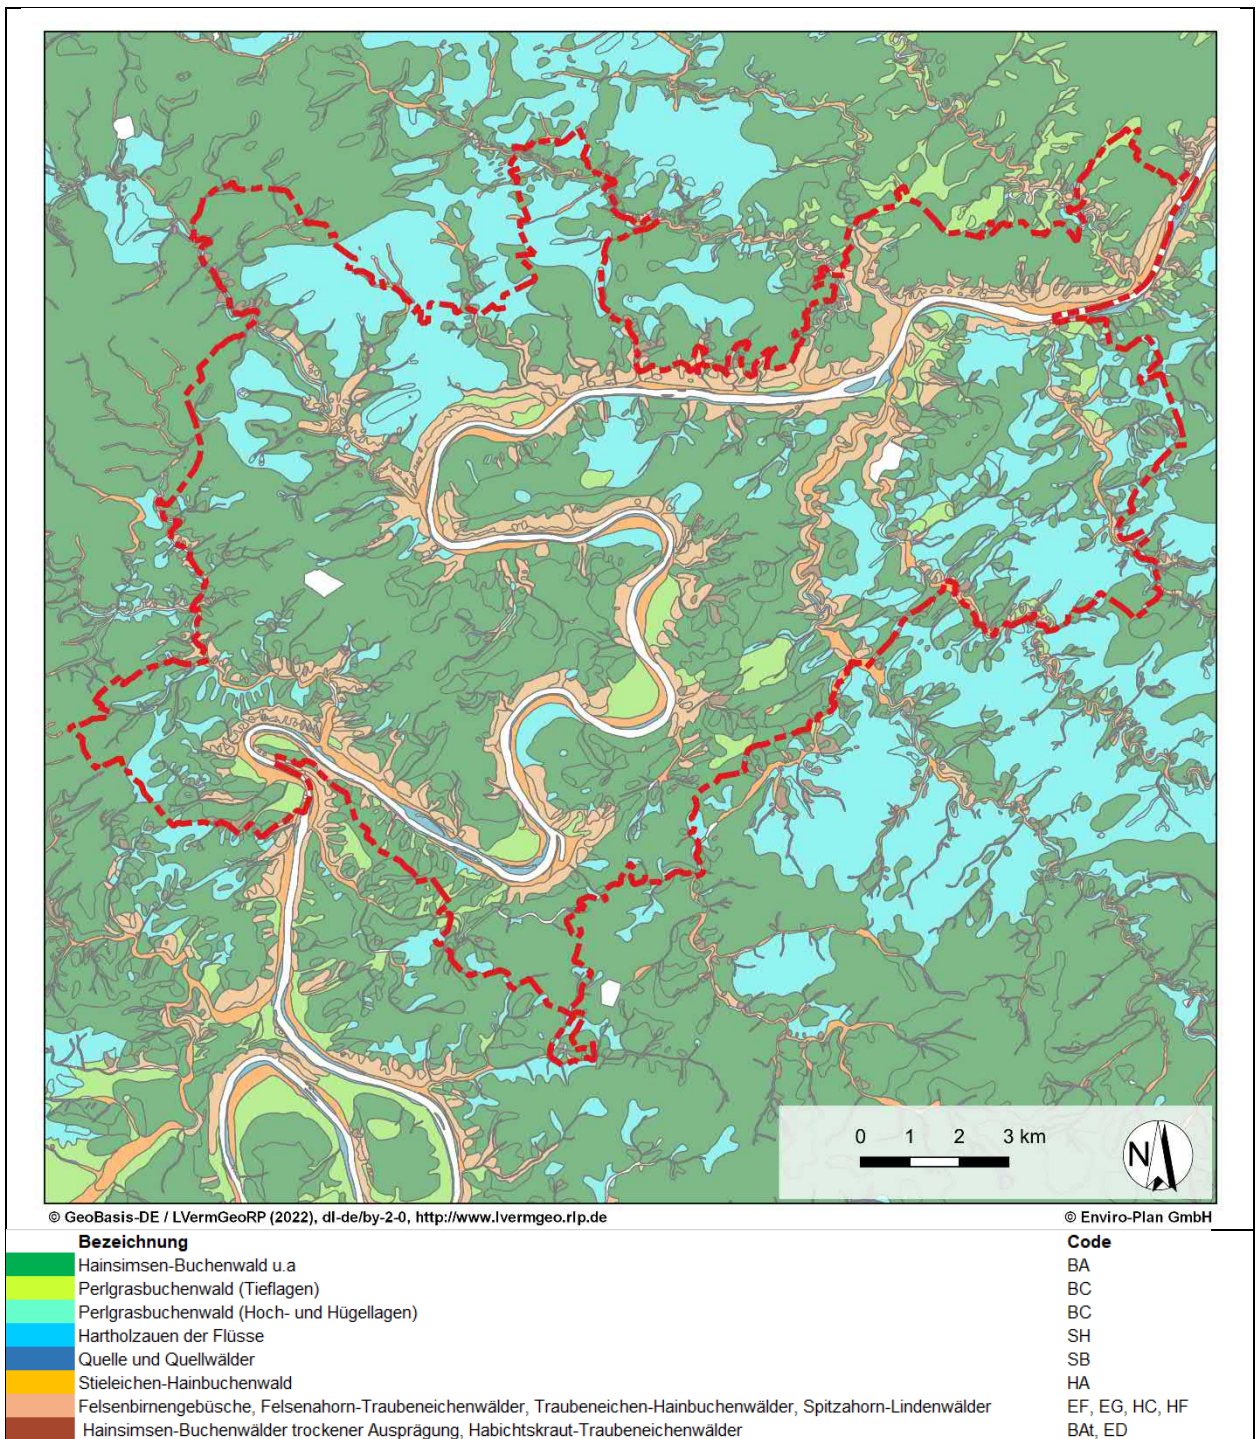 0 1 2 3 km
N
© GeoBasis-DE / LVermGeoRP (2022), dl-de/by-2-0, http://www.lvermgeo.rlp.de © Enviro-Plan GmbH
Bezeichnung Code
Hainsimsen-Buchenwald u.a BA
Perlgrasbuchenwald (Tieflagen) BC
Perlgrasbuchenwald (Hoch- und Hügellagen) BC
Hartholzauen der Flüsse SH
Quelle und Quellwälder SB
Stieleichen-Hainbuchenwald HA
Felsenbirnengebüsche, Felsenahorn-Traubeneichenwälder, Traubeneichen-Hainbuchenwälder, Spitzahorn-Lindenwälder EF, EG, HC, HF
Hainsimsen-Buchenwälder trockener Ausprägung, Habichtskraut-Traubeneichenwälder BAt, ED